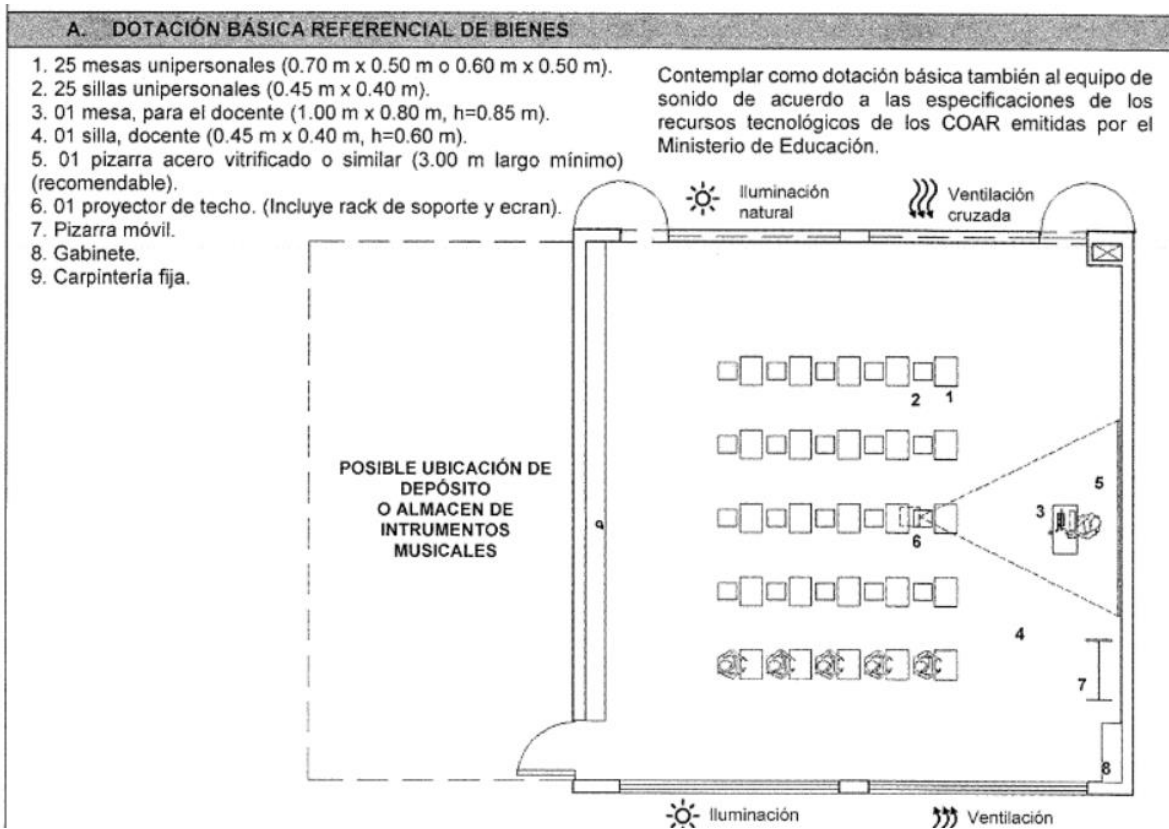 A. DOTACIÓN BÁSICA REFERENCIAL DE BIENES
1. 25 mesas unipersonales (0.70 m x 0.50 m o 0.60 m x 0.50 m).
2. 25 sillas unipersonales (0.45 m x 0.40 m).
3. 01 mesa, para el docente (1.00 m x 0.80 m, h=0.85 m).
4. 01 silla, docente (0.45 m x 0.40 m, h=0.60 m).
5. 01 pizarra acero vitrificado o similar (3.00 m largo mínimo)
(recomendable).
6. 01 proyector de techo. (Incluye rack de soporte y ecran).
7. Pizarra móvil.
8. Gabinete.
9. Carpintería fija.
Contemplar como dotación básica también al equipo de
sonido de acuerdo a las especificaciones de los
recursos tecnológicos de los COAR emitidas por el
Ministerio de Educación.
Iluminación
natural
Ventilación
cruzada
2
1
POSIBLE UBICACIÓN DE
DEPÓSITO
O ALMACEN DE
INTRUMENTOS
MUSICALES
9
5
3
6
4
7
8
Iluminación
Ventilación